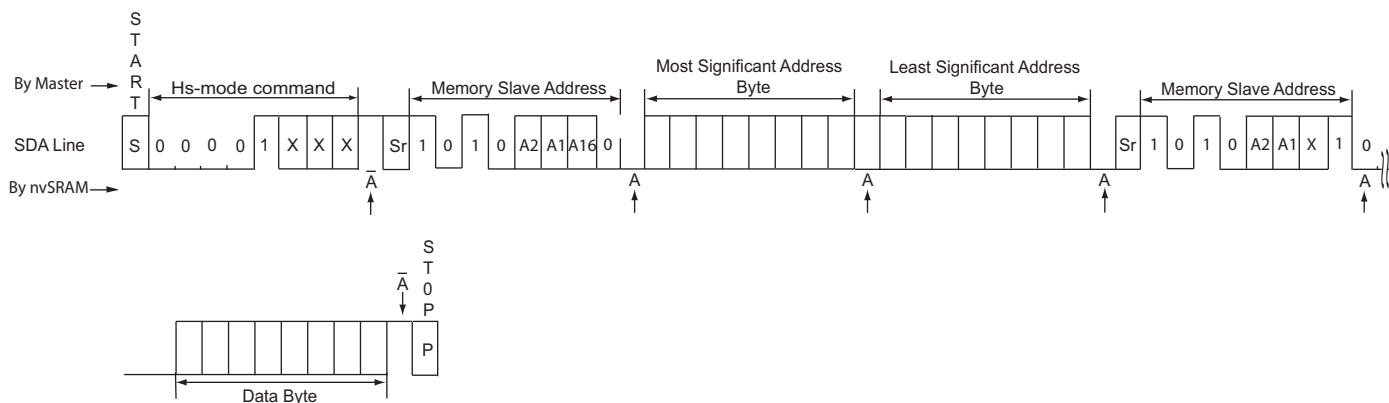 START
By Master
Hs-mode command
Memory Slave Address
Most Significant Address
Byte
Least Significant Address
Byte
Memory Slave Address
SDA Line
S 0 0 0 0 1 X X X Sr 1 0 1 0 A2 A1 A16 0 Sr 1 0 1 0 A2 A1 X 1 0
By nvSRAM
A̅ A A A A
A̅
ST0P
P
Data Byte